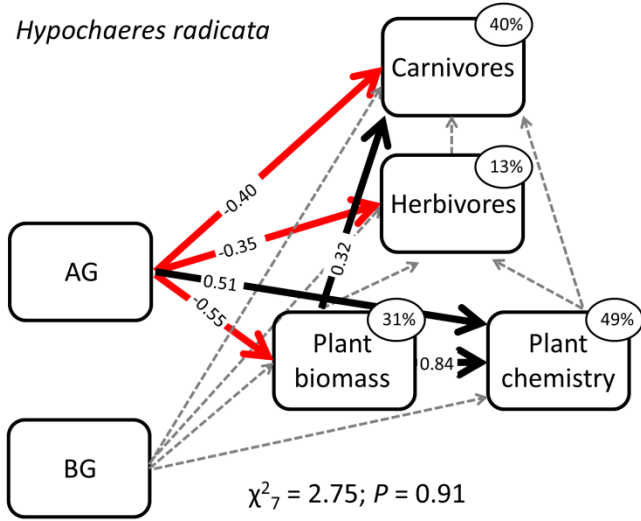 Hypochaeres radicata
40%
Carnivores
13%
Herbivores
-0.40
-0.35
0.32
AG
0.51
-0.55
31%
Plant
biomass
0.84
49%
Plant
chemistry
BG
χ²₇ = 2.75; P = 0.91